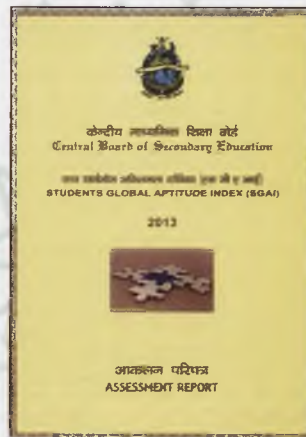 केन्द्रीय माध्यमिक शिक्षा बोर्ड
Central Board of Secondary Education
STUDENTS GLOBAL APTITUDE INDEX (SGAI)
2013
आकलन परिपत्र
ASSESSMENT REPORT